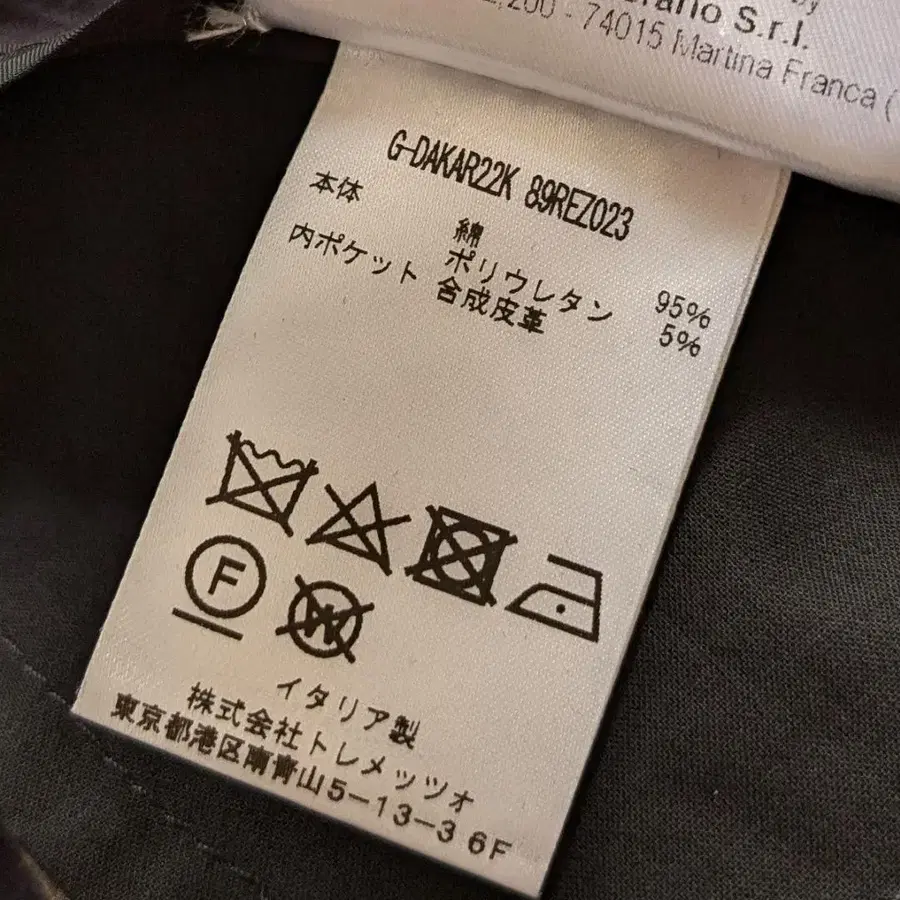 by
S.r.l.
,200 - 74015 Martina Franca (
G-DAKAR22K 89REZ023
本体
綿 95%
ポリウレタン 5%
内ポケット 合成皮革
F
W
イタリア製
株式会社トレメッツォ
東京都港区南青山5-13-3 6F